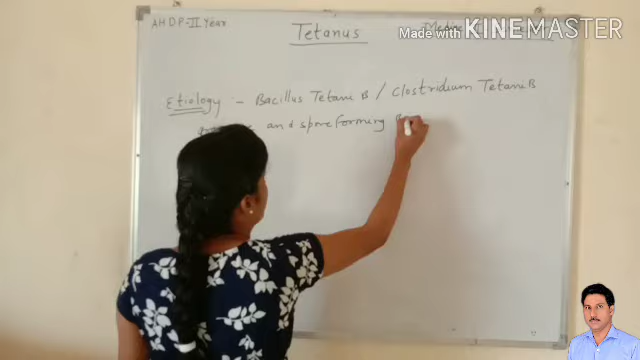 AHDP-II Year
Tetanus
Made with KINEMASTER
Etiology - Bacillus Tetani B / Clostridium Tetani B
and spore forming